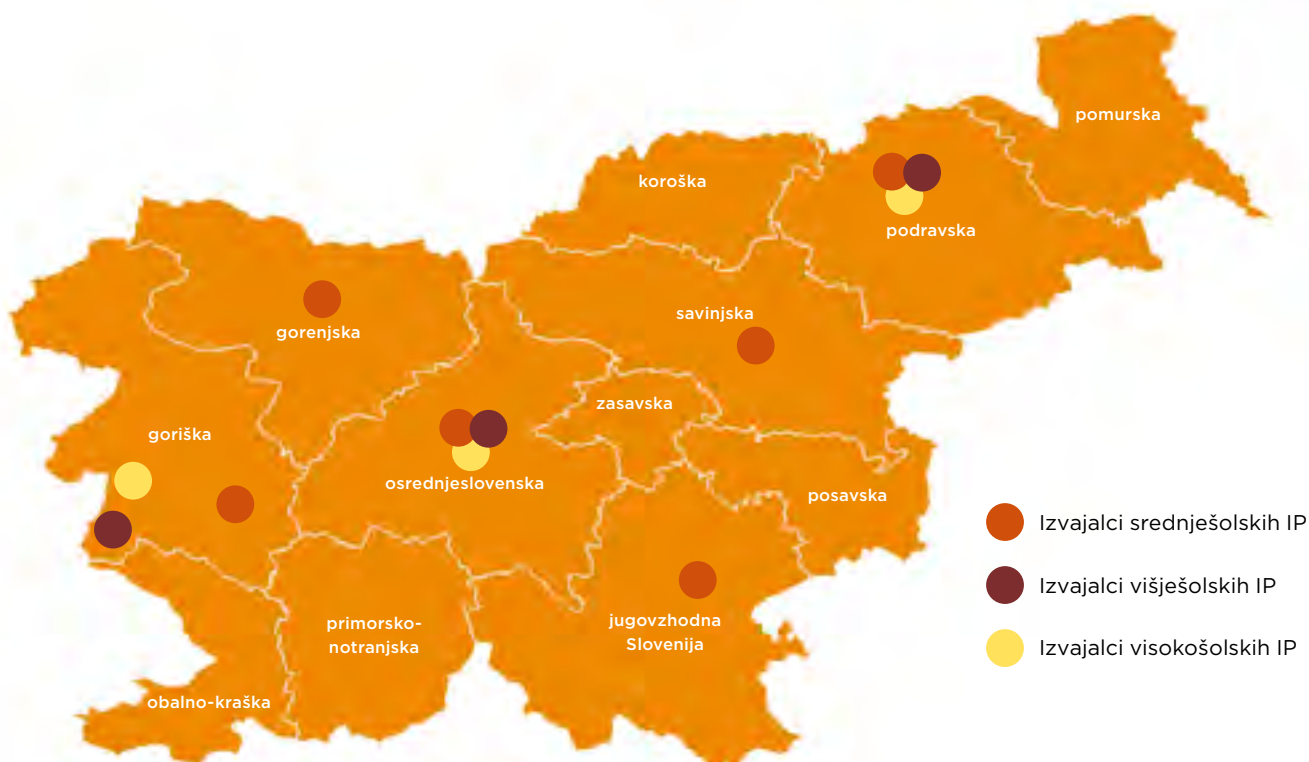 pomurska
koroška
podravska
savinjska
gorenjska
zasavska
goriška
osrednjeslovenska
posavska
jugovzhodna
Slovenija
primorsko-
notranjska
obalno-kraška
Izvajalci srednješolskih IP
Izvajalci višješolskih IP
Izvajalci visokošolskih IP